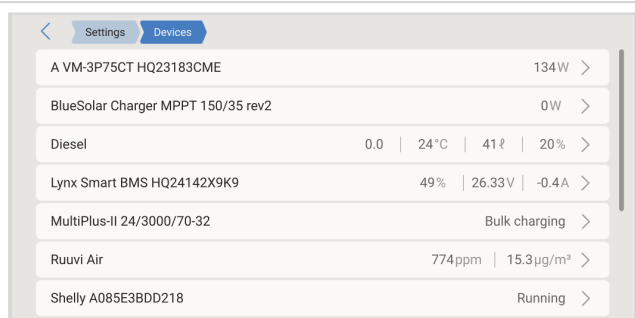 Settings Devices
A VM-3P75CT HQ23183CME 134W
BlueSolar Charger MPPT 150/35 rev2 0W
Diesel 0.0 24°C 41ℓ 20%
Lynx Smart BMS HQ24142X9K9 49% 26.33V -0.4A
MultiPlus-II 24/3000/70-32 Bulk charging
Ruuvi Air 774ppm 15.3µg/m³
Shelly A085E3BDD218 Running